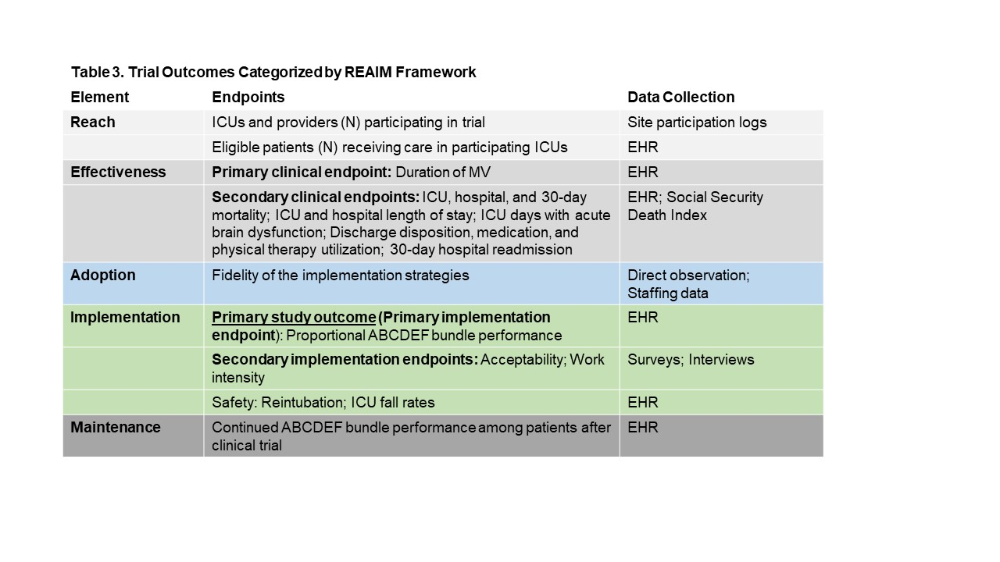 Table 3. Trial Outcomes Categorized by REAIM Framework
Element Endpoints Data Collection
Reach ICUs and providers (N) participating in trial Site participation logs
Eligible patients (N) receiving care in participating ICUs EHR
Effectiveness Primary clinical endpoint: Duration of MV EHR
Secondary clinical endpoints: ICU, hospital, and 30-day EHR; Social Security
mortality; ICU and hospital length of stay; ICU days with acute Death Index
brain dysfunction; Discharge disposition, medication, and
physical therapy utilization; 30-day hospital readmission
Adoption Fidelity of the implementation strategies Direct observation;
Staffing data
Implementation Primary study outcome (Primary implementation EHR
endpoint): Proportional ABCDEF bundle performance
Secondary implementation endpoints: Acceptability; Work Surveys; Interviews
intensity
Safety: Reintubation; ICU fall rates EHR
Maintenance Continued ABCDEF bundle performance among patients after EHR
clinical trial